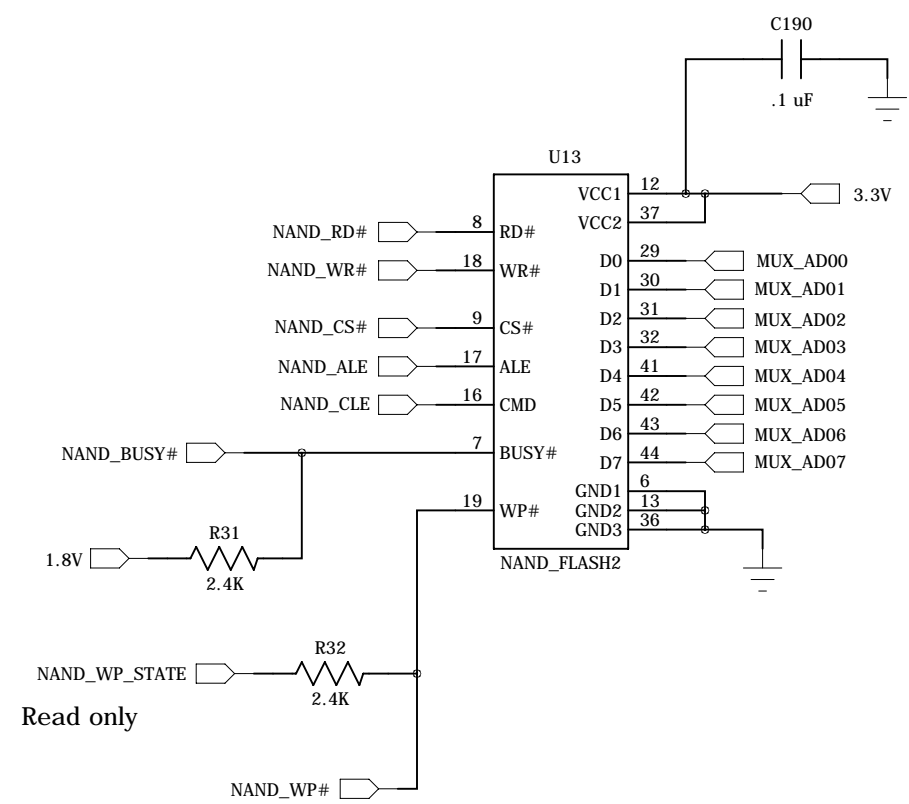 C190
.1 uF
U13
VCC1 12
3.3V
VCC2 37
NAND_RD# 8 RD#
NAND_WR# 18 WR#
D0 29 MUX_AD00
D1 30 MUX_AD01
NAND_CS# 9 CS#
D2 31 MUX_AD02
D3 32 MUX_AD03
NAND_ALE 17 ALE
D4 41 MUX_AD04
NAND_CLE 16 CMD
D5 42 MUX_AD05
D6 43 MUX_AD06
NAND_BUSY# 7 BUSY#
D7 44 MUX_AD07
GND1 6
19 WP#
GND2 13
GND3 36
NAND_FLASH2
R31
1.8V
2.4K
R32
NAND_WP_STATE
2.4K
Read only
NAND_WP#